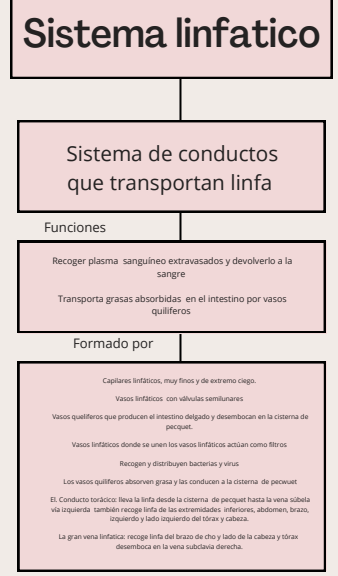 Sistema linfatico
Sistema de conductos
que transportan linfa
Funciones
Recoger plasma sanguíneo extravasados y devolverlo a la
sangre
Transporta grasas absorbidas en el intestino por vasos
quiliferos
Formado por
Capilares linfáticos, muy finos y de extremo ciego.
Vasos linfáticos con válvulas semilunares
Vasos queliferos que producen el intestino delgado y desembocan en la cisterna de
pecquet.
Vasos linfáticos donde se unen los vasos linfáticos actúan como filtros
Recogen y distribuyen bacterias y virus
Los vasos quiliferos absorven grasa y las conducen a la cisterna de pecwuet
El. Conducto torácico: lleva la linfa desde la cisterna de pecquet hasta la vena súbela
vía izquierda también recoge linfa de las extremidades inferiores, abdomen, brazo,
izquierdo y lado izquierdo del tórax y cabeza.
La gran vena linfatica: recoge linfa del brazo de cho y lado de la cabeza y tórax
desemboca en la vena subclavia derecha.